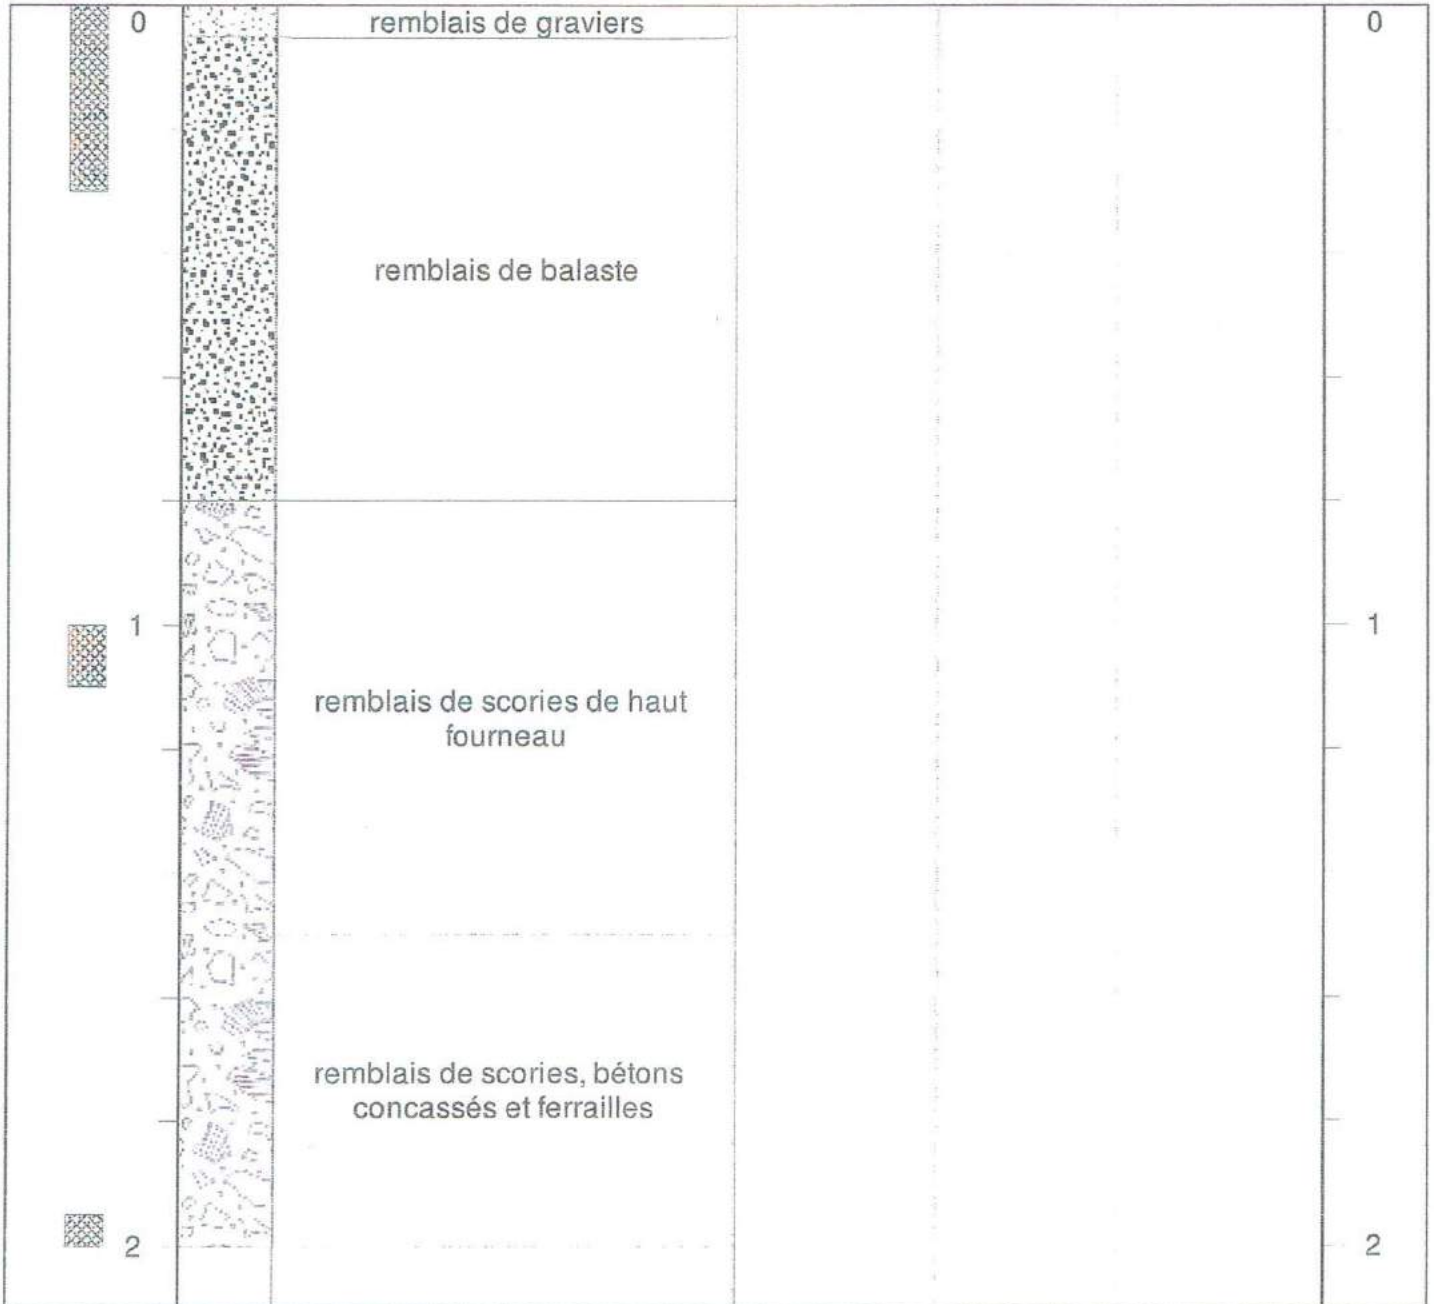 0
remblais de graviers
0
remblais de balaste
1
1
remblais de scories de haut
fourneau
remblais de scories, bétons
concassés et ferrailles
2
2